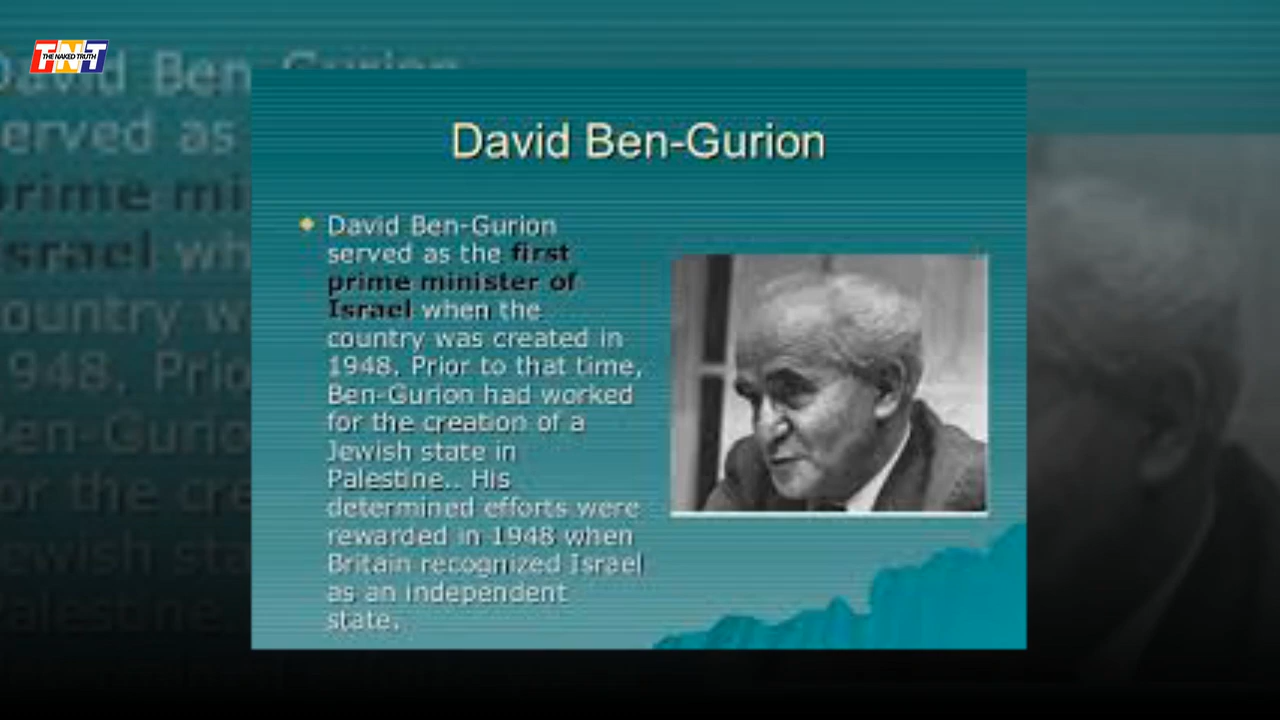 TNT
THE NAKED TRUTH
David Ben-Gurion
David Ben-Gurion
served as the first
prime minister of
Israel when the
country was created in
1948. Prior to that time,
Ben-Gurion had worked
for the creation of a
Jewish state in
Palestine.. His
determined efforts were
rewarded in 1948 when
Britain recognized Israel
as an independent
state.